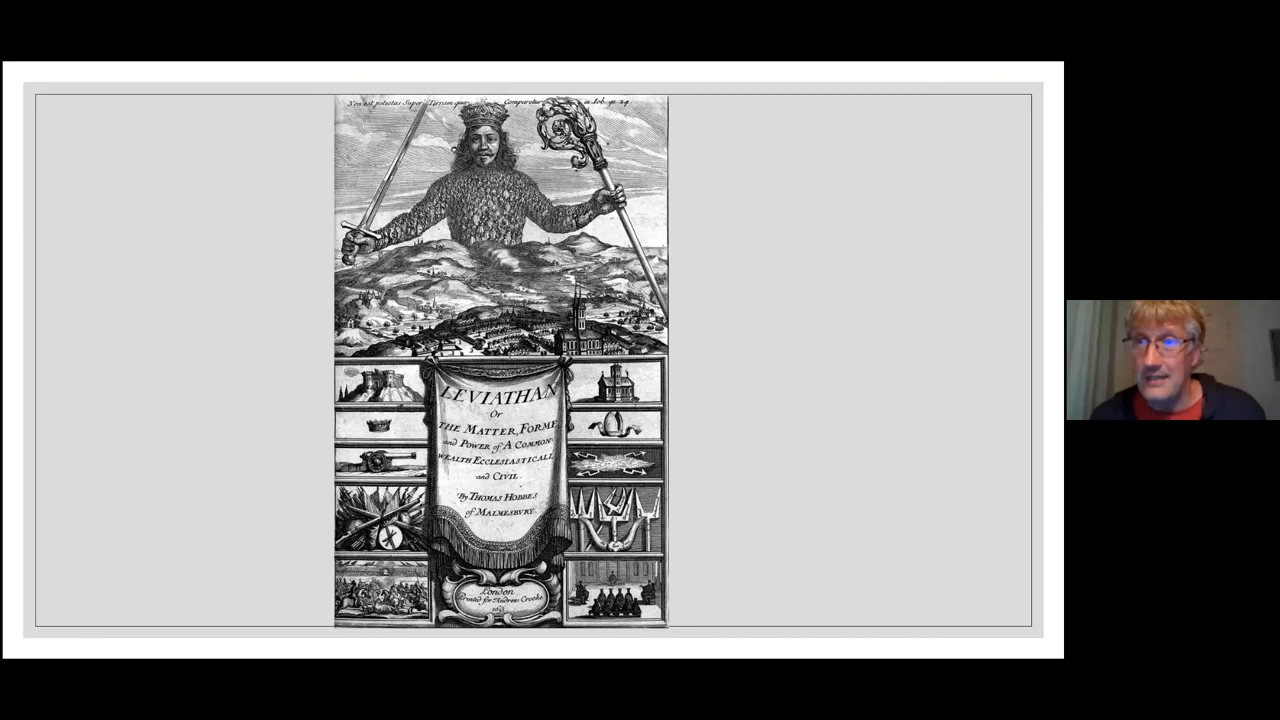 Non est potestas Super Terram quæ Comparetur ei Iob. 41. 24
LEVIATHAN
Or
THE MATTER, FORME
and POWER of A COMMON-
WEALTH ECCLESIASTICALL
and CIVIL.
By THOMAS HOBBES
of MALMESBURY.
London
Printed for Andrew Crooke